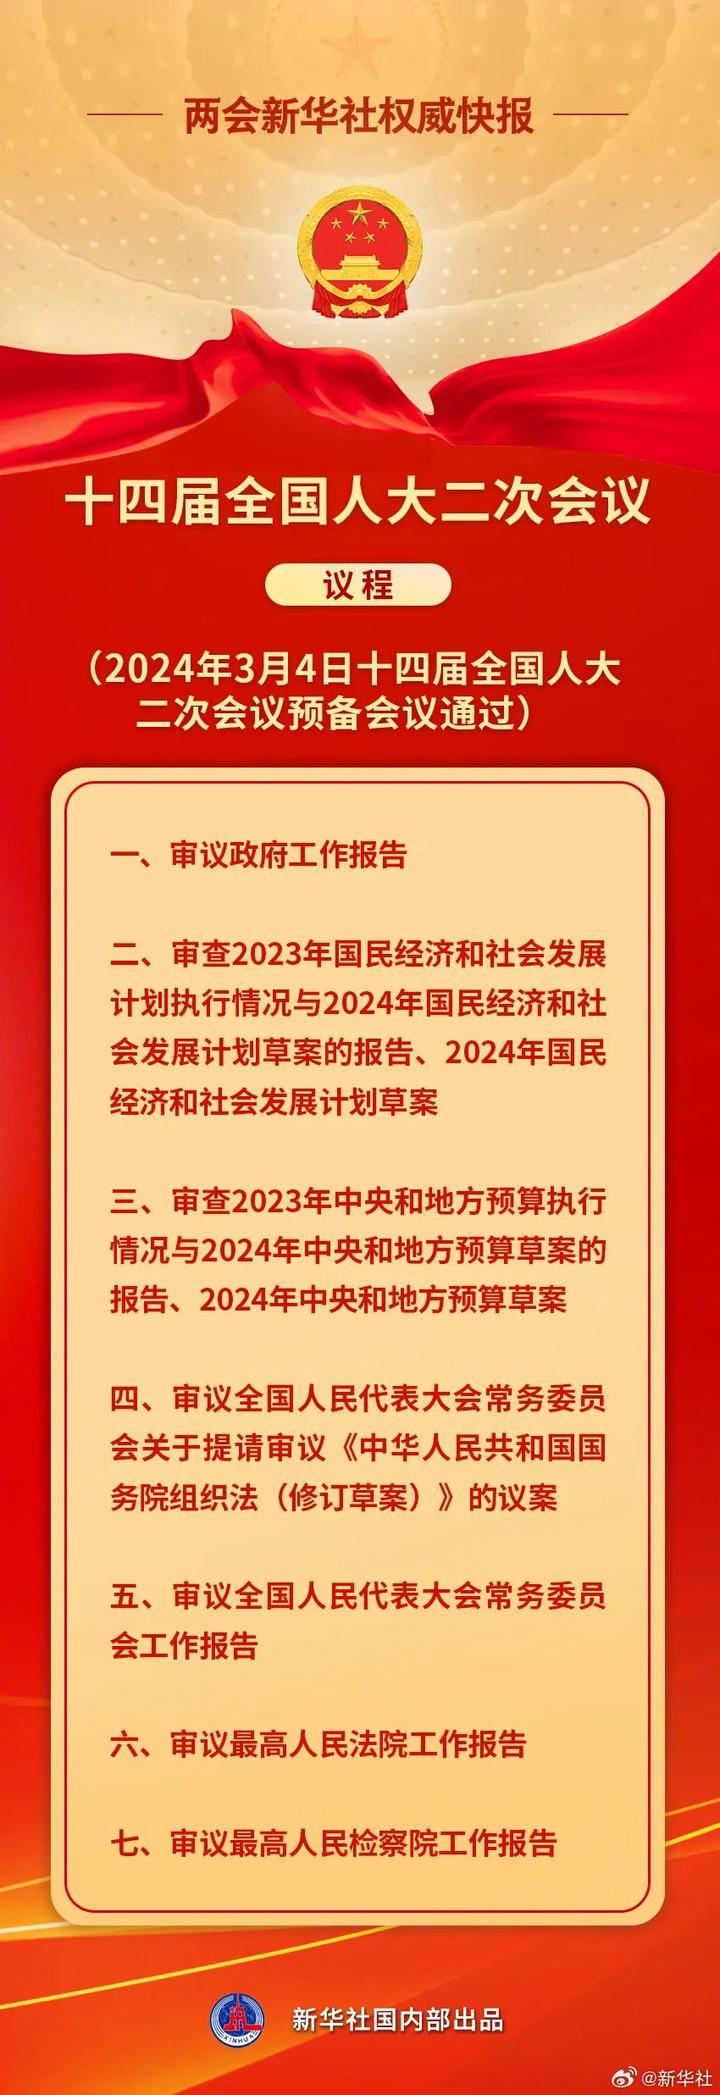 两会新华社权威快报
十四届全国人大二次会议
议程
（2024年3月4日十四届全国人大
二次会议预备会议通过）
一、审议政府工作报告
二、审查2023年国民经济和社会发展
计划执行情况与2024年国民经济和社
会发展计划草案的报告、2024年国民
经济和社会发展计划草案
三、审查2023年中央和地方预算执行
情况与2024年中央和地方预算草案的
报告、2024年中央和地方预算草案
四、审议全国人民代表大会常务委员
会关于提请审议《中华人民共和国国
务院组织法（修订草案）》的议案
五、审议全国人民代表大会常务委员
会工作报告
六、审议最高人民法院工作报告
七、审议最高人民检察院工作报告
XINHUA
新华社国内部出品
@新华社